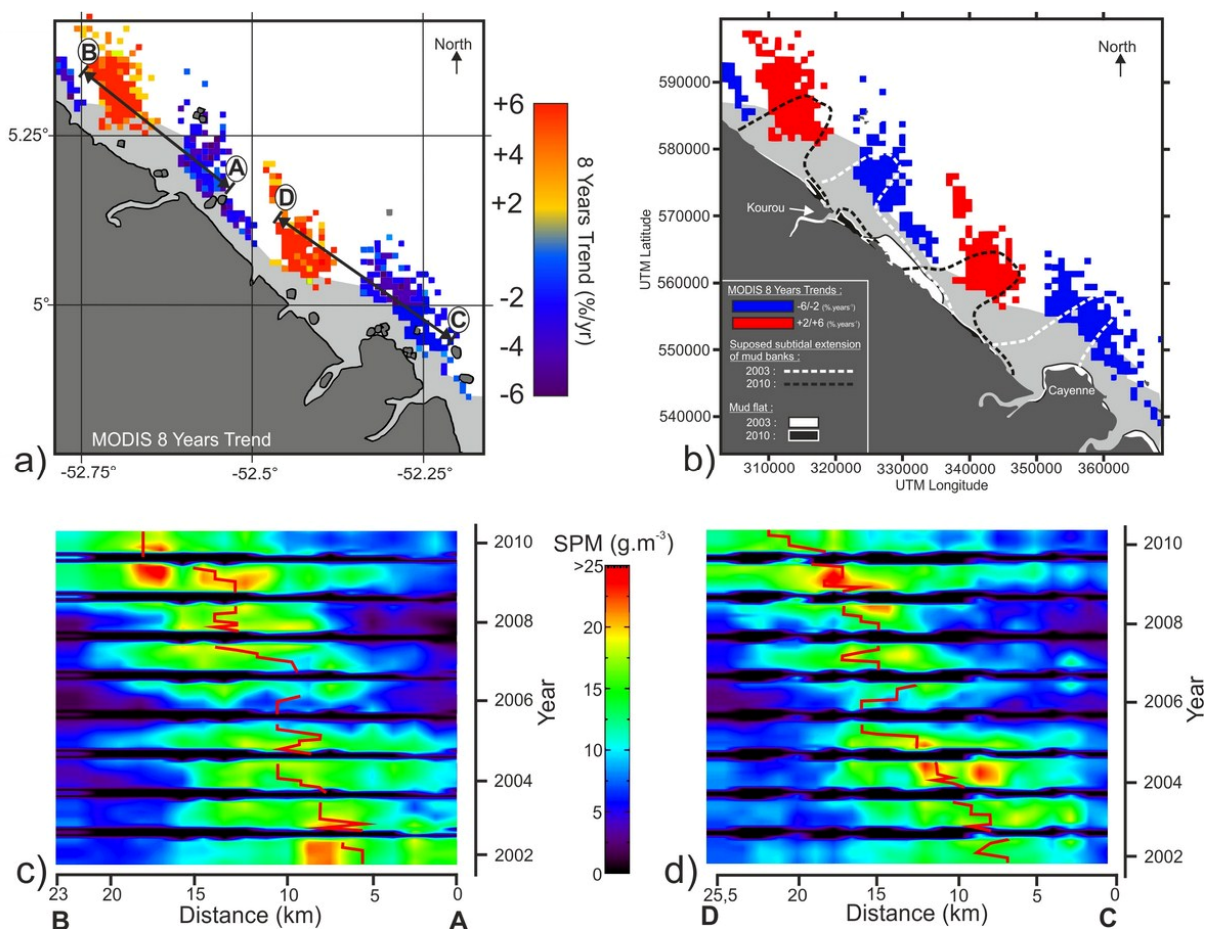 B
North
A
D
C
5.25°
5°
+6
+4
+2
-2
-4
-6
8 Years Trend (%/yr)
MODIS 8 Years Trend
a)
-52.75°
-52.5°
-52.25°
North
590000
580000
570000
560000
550000
540000
UTM Latitude
Kourou
Cayenne
MODIS 8 Years Trends :
-6/-2 (% years⁻¹)
+2/+6 (% years⁻¹)
Suposed subtidal extension
of mud banks :
2003 :
2010 :
Mud flat :
2003 :
2010 :
b)
310000 320000 330000 340000 350000 360000
UTM Longitude
2010
2008
2006
2004
2002
Year
c)
23 20 15 10 5 0
B Distance (km) A
SPM (g.m⁻³)
>25
20
15
10
5
0
2010
2008
2006
2004
2002
Year
d)
25,5 20 15 10 5 0
D Distance (km) C